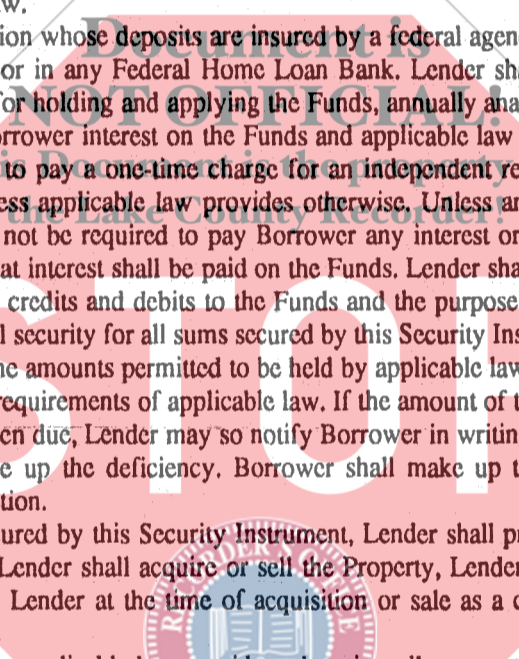 w.
ion whose deposits are insured by a federal agen
or in any Federal Home Loan Bank. Lender sh
for holding and applying the Funds, annually ana
orrower interest on the Funds and applicable law
to pay a one-time charge for an independent re
ess applicable law provides otherwise. Unless a
not be required to pay Borrower any interest or
at interest shall be paid on the Funds. Lender sha
credits and debits to the Funds and the purpose
l security for all sums secured by this Security Ins
he amounts permitted to be held by applicable law
requirements of applicable law. If the amount of t
en due, Lender may so notify Borrower in writin
e up the deficiency. Borrower shall make up t
tion.
ured by this Security Instrument, Lender shall pr
Lender shall acquire or sell the Property, Lender
Lender at the time of acquisition or sale as a c
Document is
NOT OFFICIAL!
is Document is the property
the Lake County Recorder!
STOP
RECORDER'S OFFICE